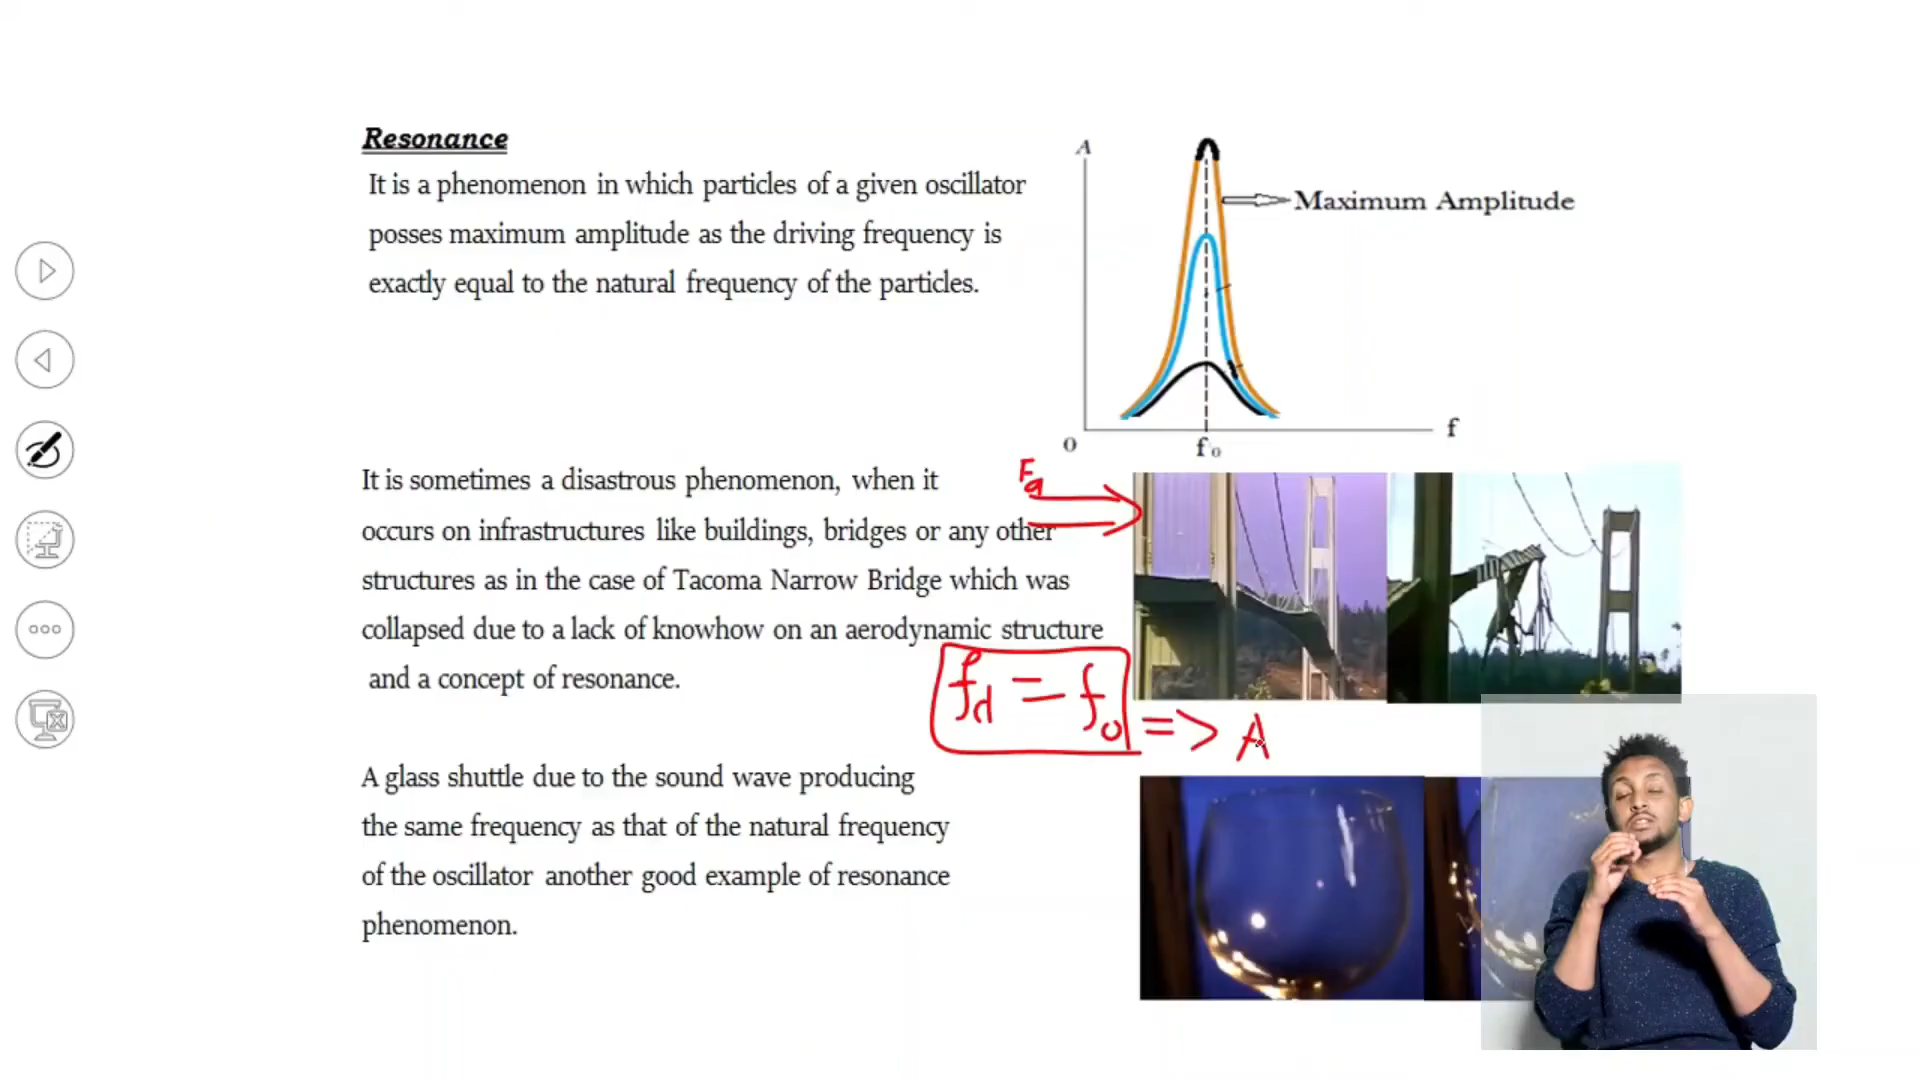 Resonance
It is a phenomenon in which particles of a given oscillator
posses maximum amplitude as the driving frequency is
exactly equal to the natural frequency of the particles.
A
Maximum Amplitude
f
0
f₀
It is sometimes a disastrous phenomenon, when it
occurs on infrastructures like buildings, bridges or any other
structures as in the case of Tacoma Narrow Bridge which was
collapsed due to a lack of knowhow on an aerodynamic structure
and a concept of resonance.
fd = f₀ => A
A glass shuttle due to the sound wave producing
the same frequency as that of the natural frequency
of the oscillator another good example of resonance
phenomenon.